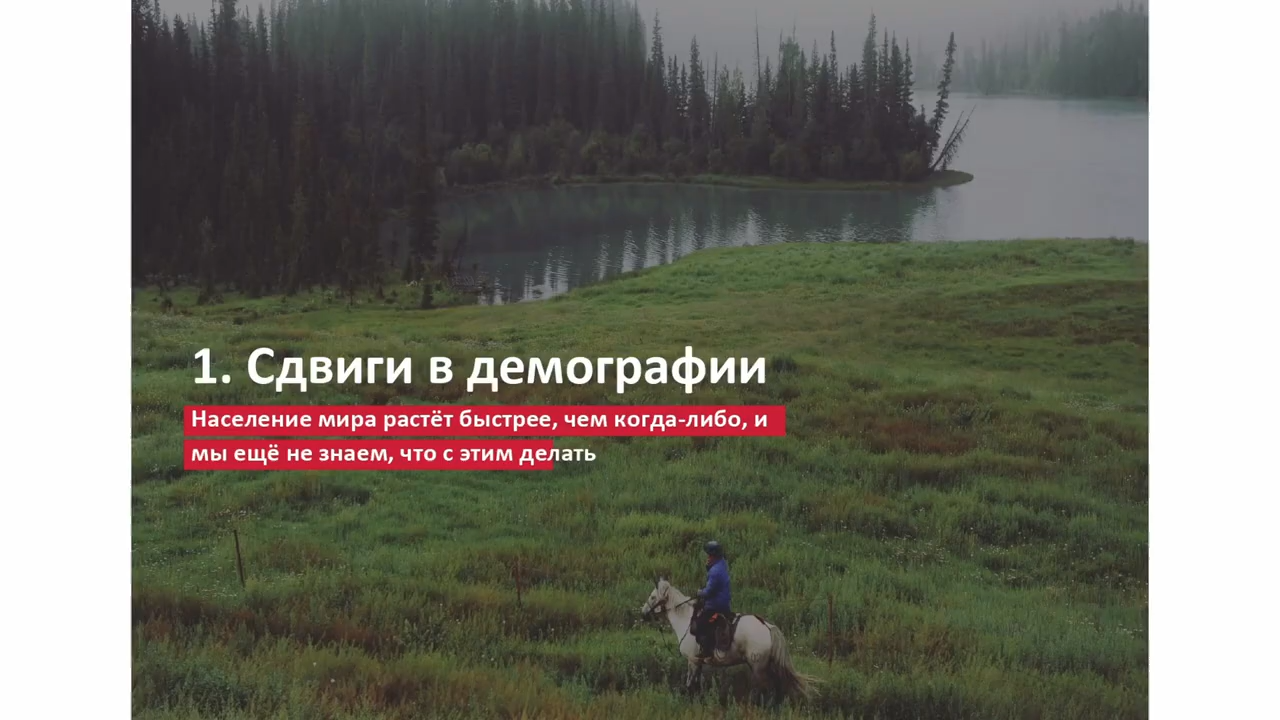 1. Сдвиги в демографии
Население мира растёт быстрее, чем когда-либо, и
мы ещё не знаем, что с этим делать